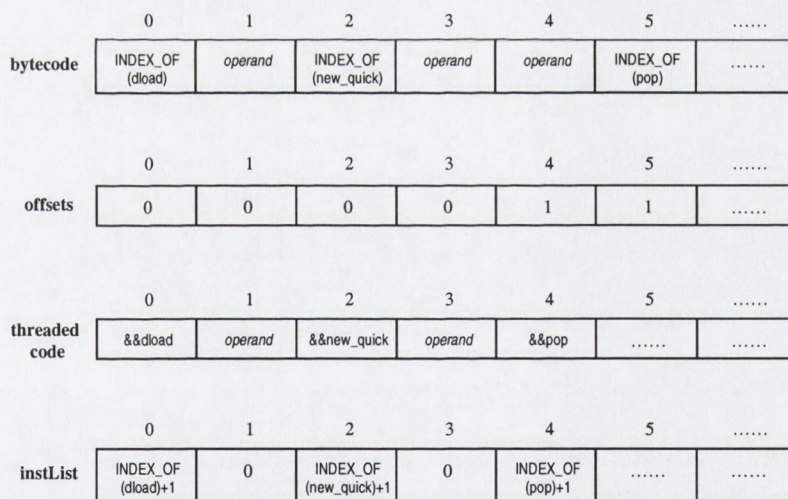 0 1 2 3 4 5 ......
bytecode INDEX_OF (dload) operand INDEX_OF (new_quick) operand operand INDEX_OF (pop) ......
0 1 2 3 4 5 ......
offsets 0 0 0 0 1 1 ......
0 1 2 3 4 5 ......
threaded code &&dload operand &&new_quick operand &&pop ...... ......
0 1 2 3 4 5 ......
instList INDEX_OF (dload)+1 0 INDEX_OF (new_quick)+1 0 INDEX_OF (pop)+1 ...... ......